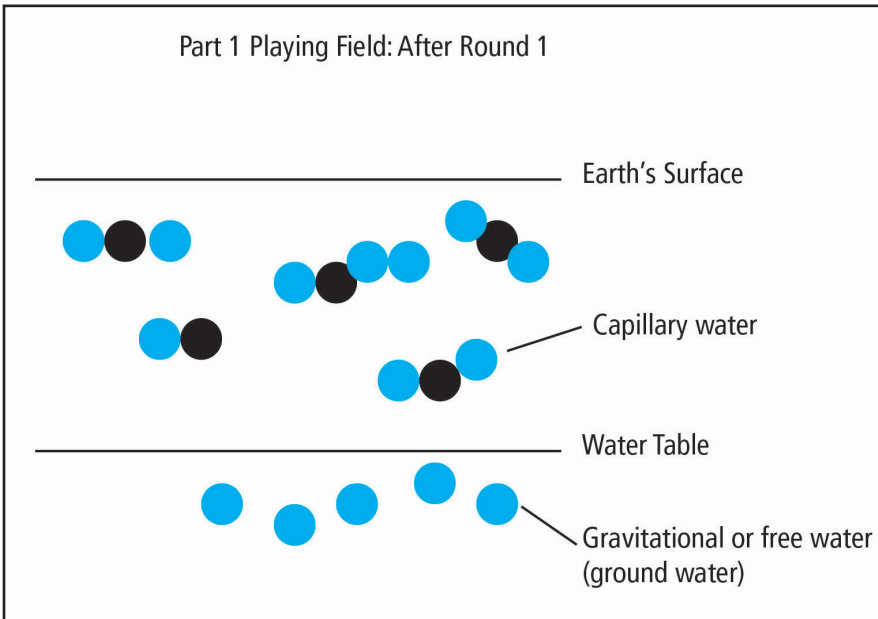 Part 1 Playing Field: After Round 1
Earth’s Surface
Capillary water
Water Table
Gravitational or free water
(ground water)